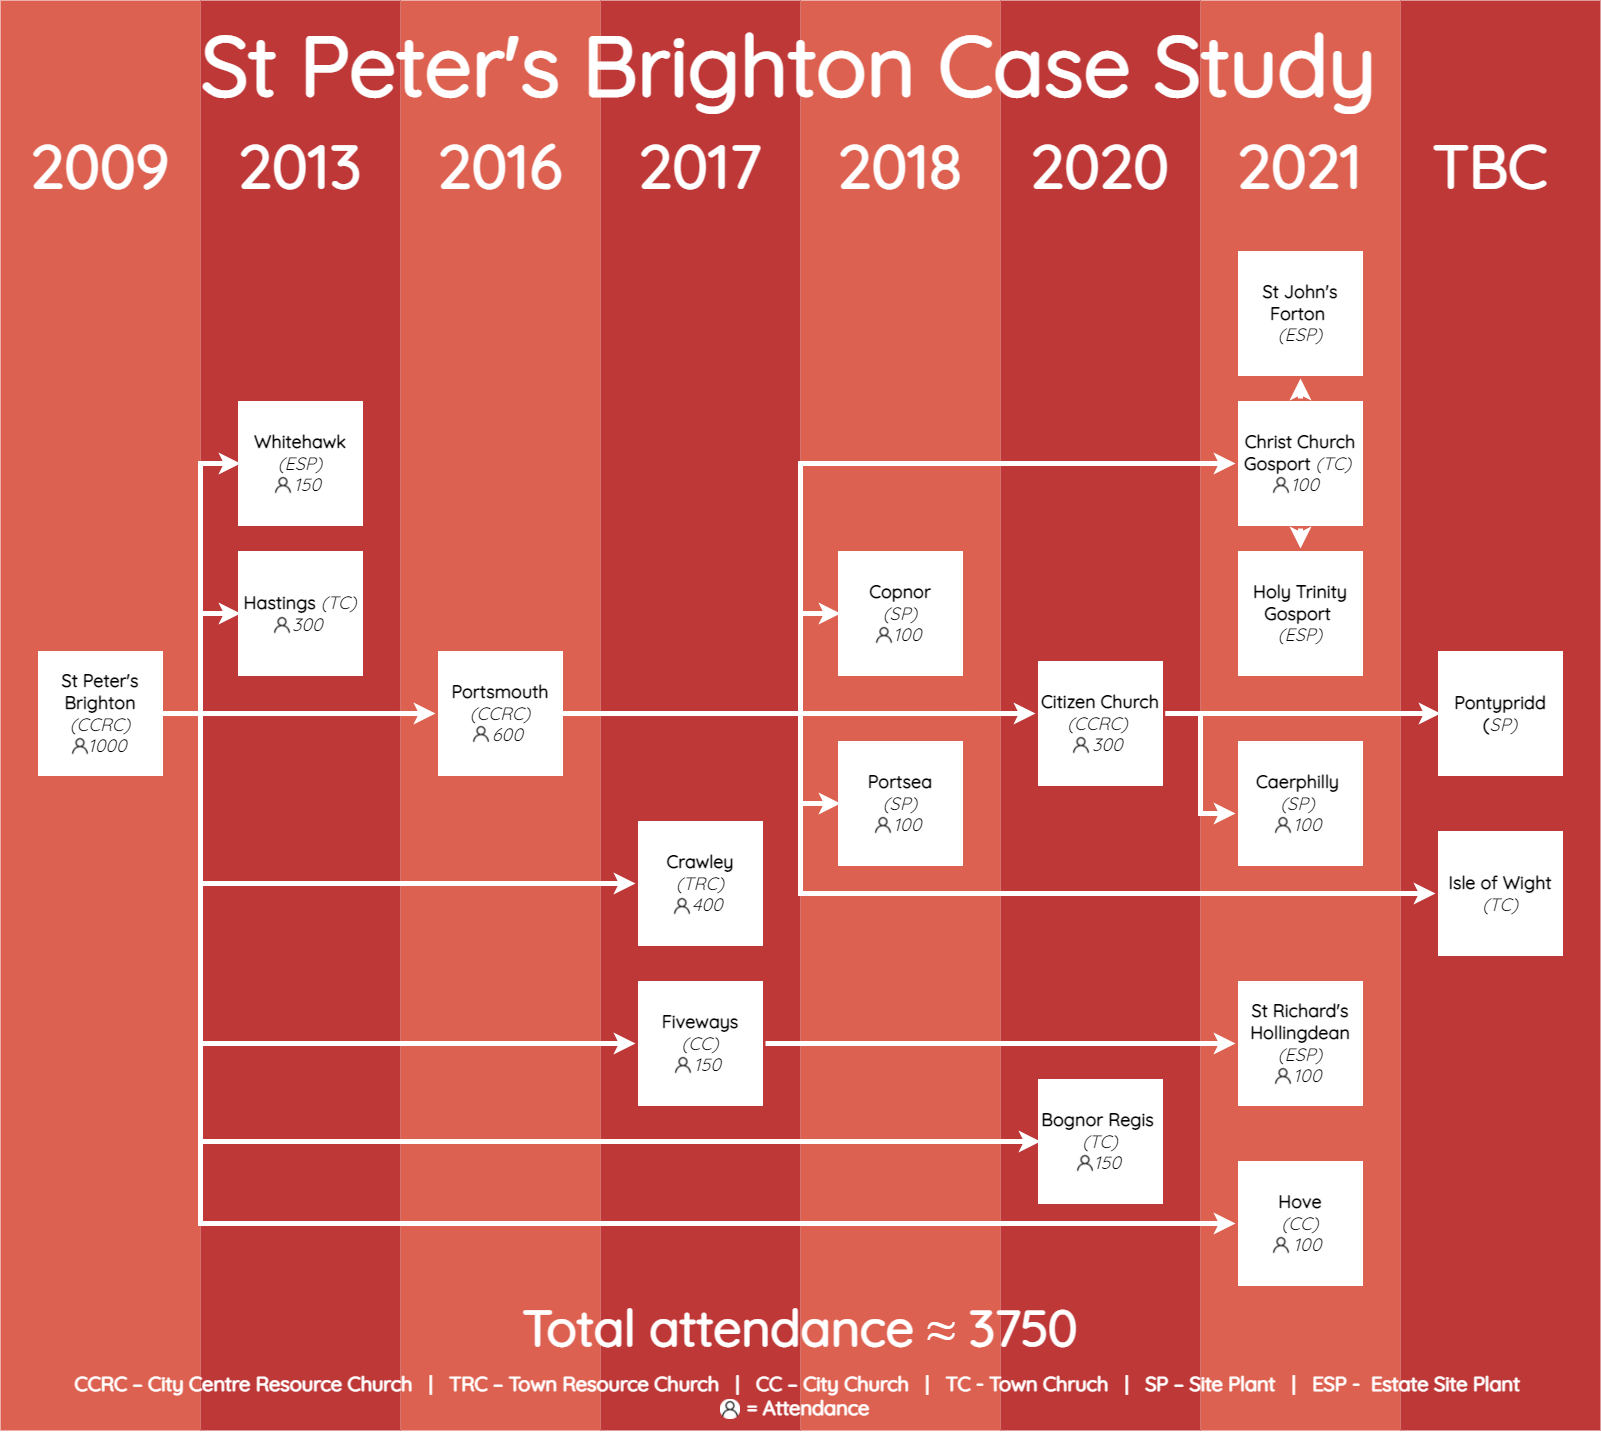 St Peter's Brighton Case Study
2009
2013
2016
2017
2018
2020
2021
TBC
St John's
Forton
(ESP)
Whitehawk
(ESP)
150
Christ Church
Gosport (TC)
100
Hastings (TC)
300
Copnor
(SP)
100
Holy Trinity
Gosport
(ESP)
St Peter's
Brighton
(CCRC)
1000
Portsmouth
(CCRC)
600
Citizen Church
(CCRC)
300
Pontypridd
(SP)
Portsea
(SP)
100
Caerphilly
(SP)
100
Crawley
(TRC)
400
Isle of Wight
(TC)
Fiveways
(CC)
150
St Richard's
Hollingdean
(ESP)
100
Bognor Regis
(TC)
150
Hove
(CC)
100
Total attendance ≈ 3750
CCRC – City Centre Resource Church | TRC – Town Resource Church | CC – City Church | TC - Town Chruch | SP – Site Plant | ESP - Estate Site Plant
= Attendance